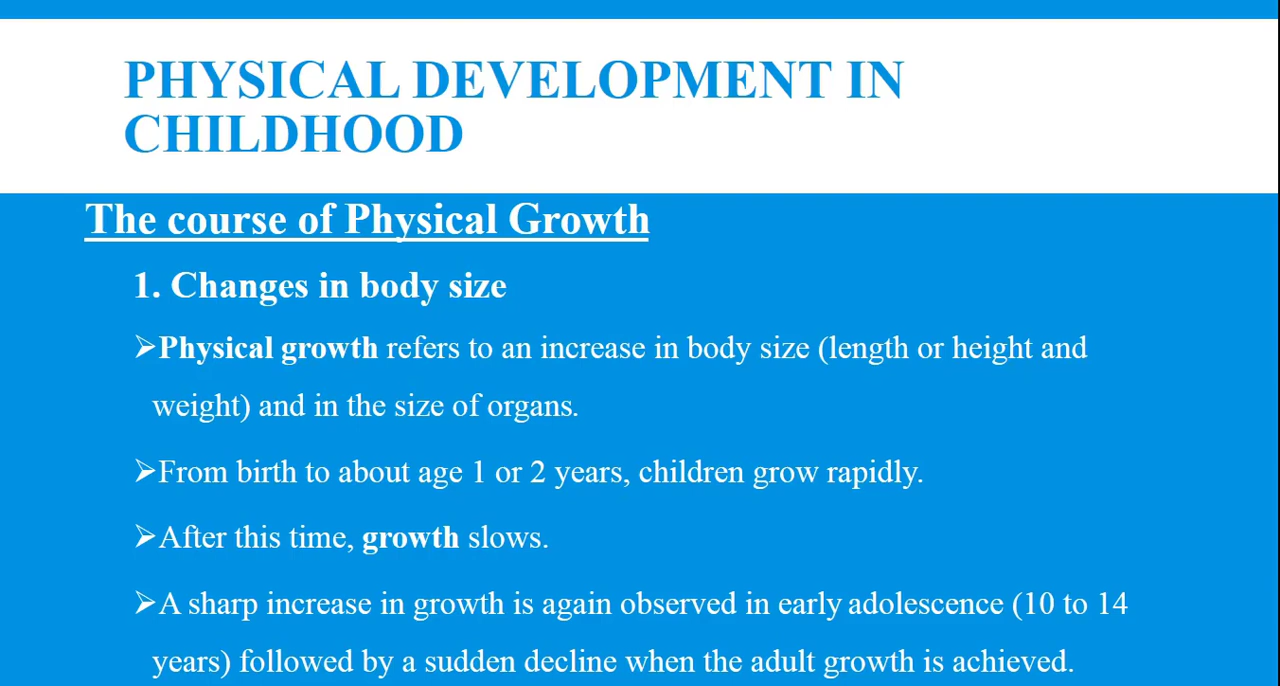 PHYSICAL DEVELOPMENT IN
CHILDHOOD
The course of Physical Growth
1. Changes in body size
➢Physical growth refers to an increase in body size (length or height and
weight) and in the size of organs.
➢From birth to about age 1 or 2 years, children grow rapidly.
➢After this time, growth slows.
➢A sharp increase in growth is again observed in early adolescence (10 to 14
years) followed by a sudden decline when the adult growth is achieved.